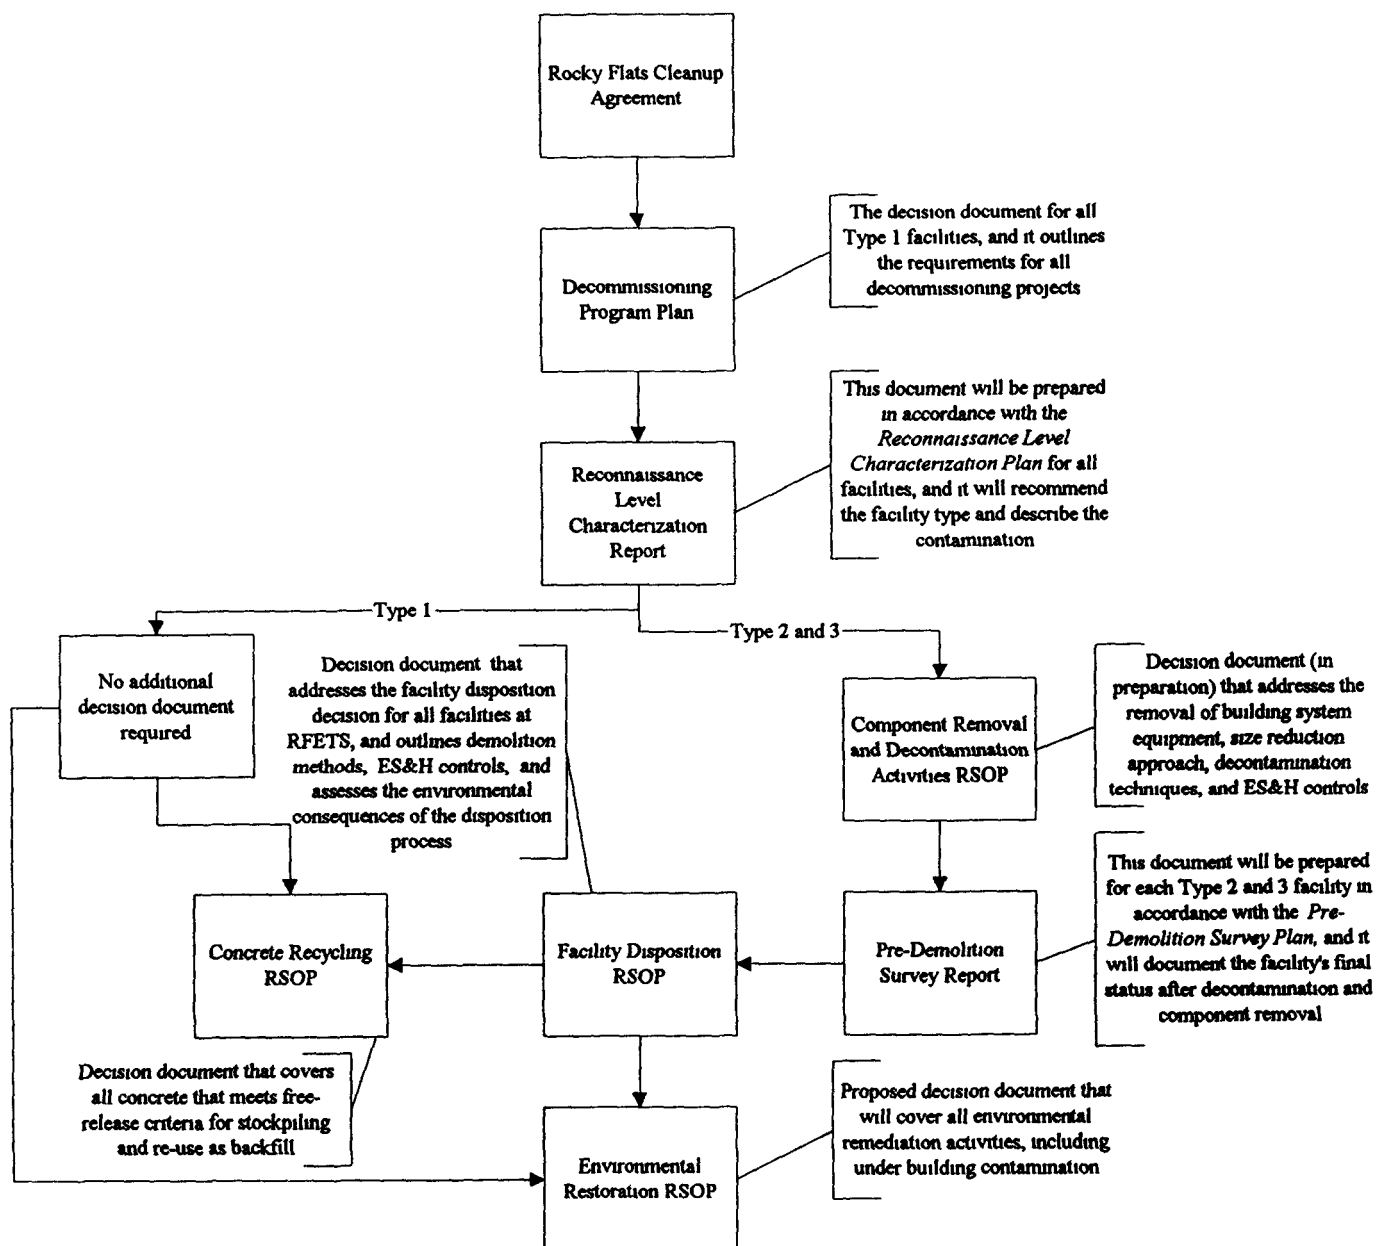 Rocky Flats Cleanup
Agreement
The decision document for all
Type 1 facilities, and it outlines
the requirements for all
decommissioning projects
Decommissioning
Program Plan
This document will be prepared
in accordance with the
Reconnaissance Level
Characterization Plan for all
facilities, and it will recommend
the facility type and describe the
contamination
Reconnaissance
Level
Characterization
Report
Type 1
Type 2 and 3
No additional
decision document
required
Decision document that
addresses the facility disposition
decision for all facilities at
RFETS, and outlines demolition
methods, ES&H controls, and
assesses the environmental
consequences of the disposition
process
Component Removal
and Decontamination
Activities RSOP
Decision document (in
preparation) that addresses the
removal of building system
equipment, size reduction
approach, decontamination
techniques, and ES&H controls
Concrete Recycling
RSOP
Facility Disposition
RSOP
Pre-Demolition
Survey Report
This document will be prepared
for each Type 2 and 3 facility in
accordance with the Pre-
Demolition Survey Plan, and it
will document the facility's final
status after decontamination and
component removal
Decision document that covers
all concrete that meets free-
release criteria for stockpiling
and re-use as backfill
Environmental
Restoration RSOP
Proposed decision document that
will cover all environmental
remediation activities, including
under building contamination